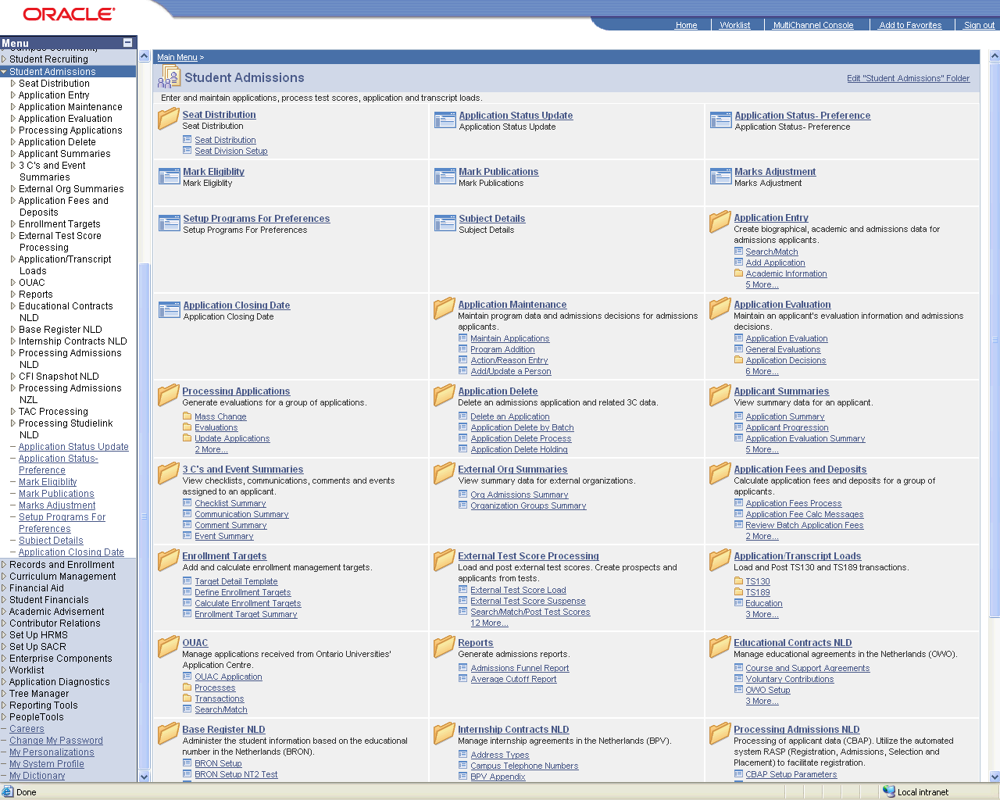 ORACLE
Home
Worklist
MultiChannel Console
Add to Favorites
Sign out
Menu
Student Recruiting
Student Admissions
Seat Distribution
Application Entry
Application Maintenance
Application Evaluation
Processing Applications
Application Delete
Applicant Summaries
3 C's and Event
Summaries
External Org Summaries
Application Fees and
Deposits
Enrollment Targets
External Test Score
Processing
Application/Transcript
Loads
OUAC
Reports
Educational Contracts
NLD
Base Register NLD
Internship Contracts NLD
Processing Admissions
NLD
CFI Snapshot NLD
Processing Admissions
NZL
TAC Processing
Processing Studielink
NLD
Application Status Update
Application Status-
Preference
Mark Eligiblity
Mark Publications
Marks Adjustment
Setup Programs For
Preferences
Subject Details
Application Closing Date
Records and Enrollment
Curriculum Management
Financial Aid
Student Financials
Academic Advisement
Contributor Relations
Set Up HRMS
Set Up SACR
Enterprise Components
Worklist
Application Diagnostics
Tree Manager
Reporting Tools
PeopleTools
Careers
Change My Password
My Personalizations
My System Profile
My Dictionary
Main Menu >
Student Admissions
Edit "Student Admissions" Folder
Enter and maintain applications, process test scores, application and transcript loads.
Seat Distribution
Seat Distribution
Seat Distribution
Seat Division Setup
Application Status Update
Application Status Update
Application Status- Preference
Application Status- Preference
Mark Eligiblity
Mark Eligiblity
Mark Publications
Mark Publications
Marks Adjustment
Marks Adjustment
Setup Programs For Preferences
Setup Programs For Preferences
Subject Details
Subject Details
Application Entry
Create biographical, academic and admissions data for
admissions applicants.
Search/Match
Add Application
Academic Information
5 More...
Application Closing Date
Application Closing Date
Application Maintenance
Maintain program data and admissions decisions for admissions
applicants.
Maintain Applications
Program Addition
Action/Reason Entry
Add/Update a Person
Application Evaluation
Maintain an applicant's evaluation information and admissions
decisions.
Application Evaluation
General Evaluations
Application Decisions
6 More...
Processing Applications
Generate evaluations for a group of applications.
Mass Change
Evaluations
Update Applications
2 More...
Application Delete
Delete an admissions application and related 3C data.
Delete an Application
Application Delete by Batch
Application Delete Process
Application Delete Holding
Applicant Summaries
View summary data for an applicant.
Application Summary
Applicant Progression
Application Evaluation Summary
5 More...
3 C's and Event Summaries
View checklists, communications, comments and events
assigned to an applicant.
Checklist Summary
Communication Summary
Comment Summary
Event Summary
External Org Summaries
View summary data for external organizations.
Org Admissions Summary
Organization Groups Summary
Application Fees and Deposits
Calculate application fees and deposits for a group of
applicants.
Application Fees Process
Application Fee Calc Messages
Review Batch Application Fees
2 More...
Enrollment Targets
Add and calculate enrollment management targets.
Target Detail Template
Define Enrollment Targets
Calculate Enrollment Targets
Enrollment Target Summary
External Test Score Processing
Load and post external test scores. Create prospects and
applicants from tests.
External Test Score Load
External Test Score Suspense
Search/Match/Post Test Scores
12 More...
Application/Transcript Loads
Load and Post TS130 and TS189 transactions.
TS130
TS189
Education
3 More...
OUAC
Manage applications received from Ontario Universities'
Application Centre.
OUAC Application
Processes
Transactions
Search/Match
Reports
Generate admissions reports.
Admissions Funnel Report
Average Cutoff Report
Educational Contracts NLD
Manage educational agreements in the Netherlands (OWO).
Course and Support Agreements
Voluntary Contributions
OWO Setup
3 More...
Base Register NLD
Administer the student information based on the educational
number in the Netherlands (BRON).
BRON Setup
BRON Setup NT2 Test
Internship Contracts NLD
Manage internship agreements in the Netherlands (BPV).
Address Types
Campus Telephone Numbers
BPV Appendix
Processing Admissions NLD
Processing of applicant data (CBAP). Utilize the automated
system RASP (Registration, Admissions, Selection and
Placement) to facilitate registration.
CBAP Setup Parameters
Done
Local intranet